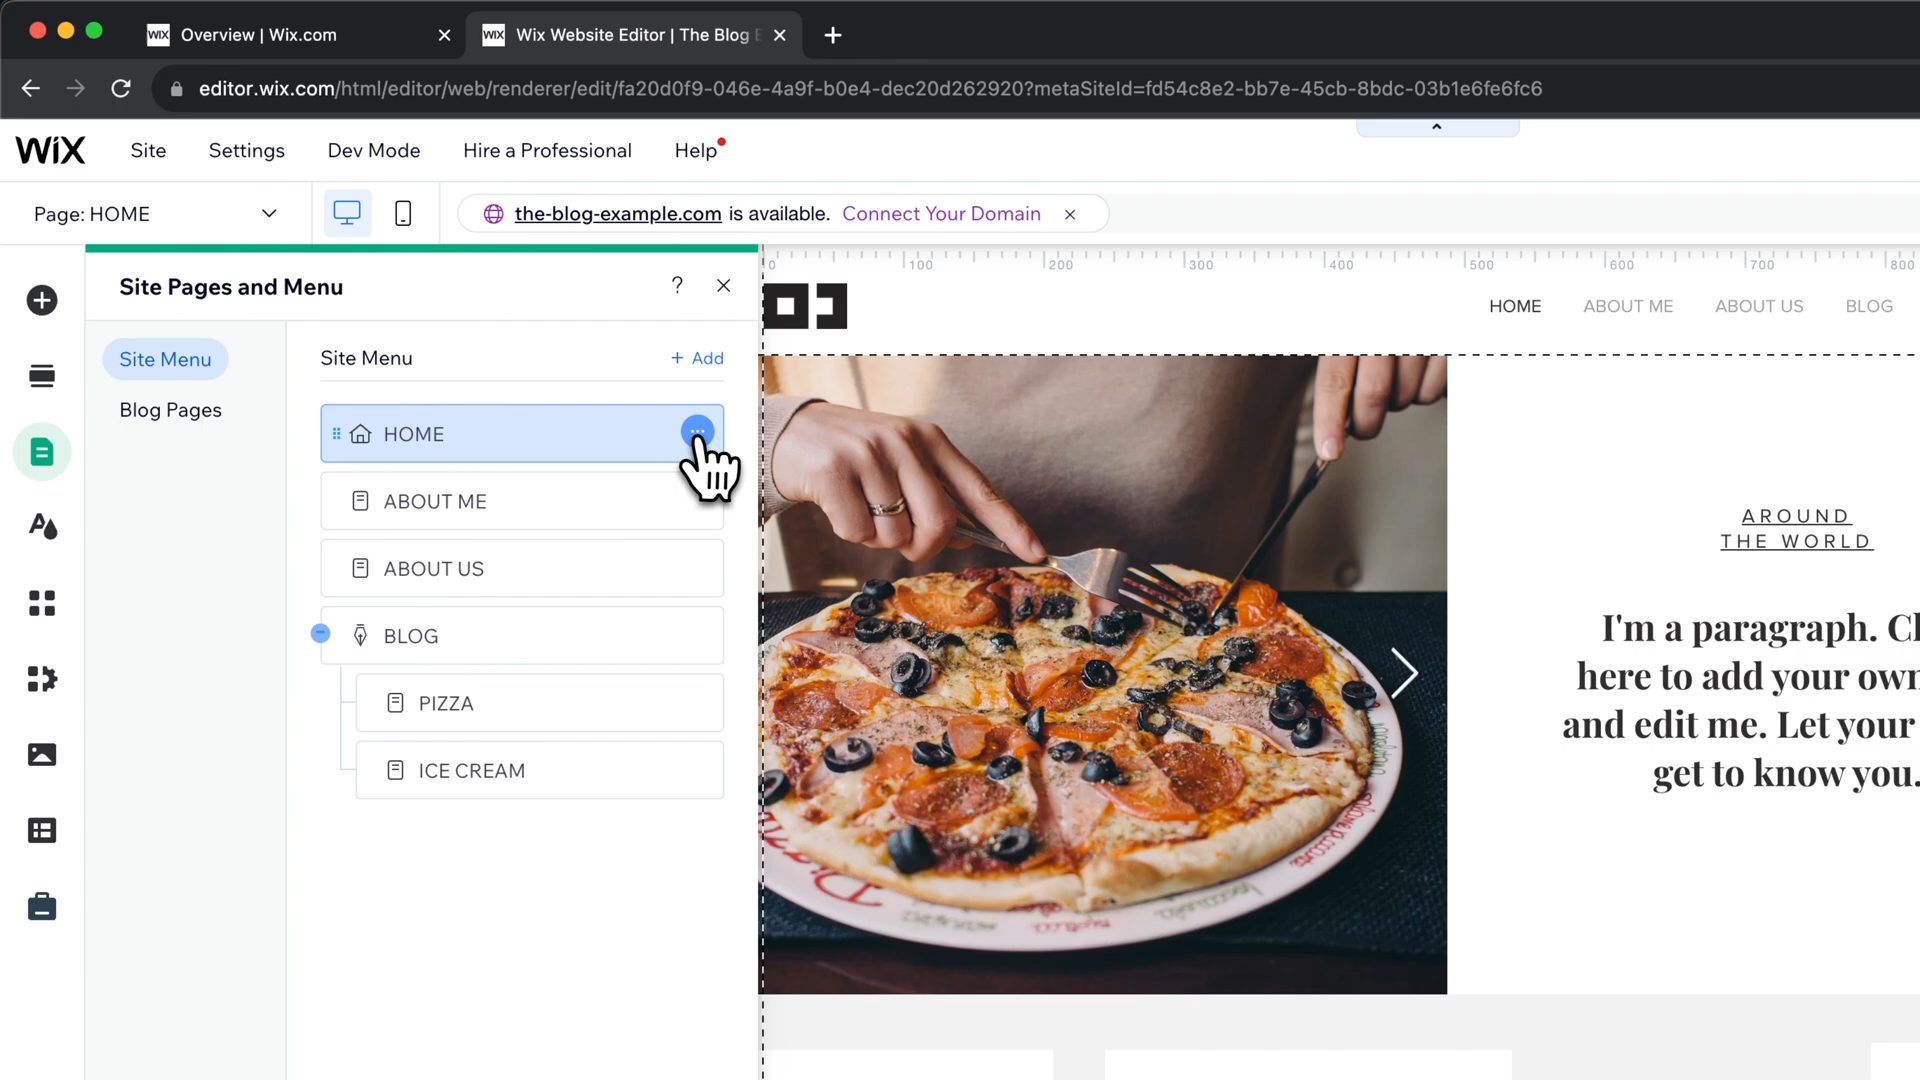 WIX Overview | Wix.com
WIX Wix Website Editor | The Blog
editor.wix.com/html/editor/web/renderer/edit/fa20d0f9-046e-4a9f-b0e4-dec20d262920?metaSiteId=fd54c8e2-bb7e-45cb-8bdc-03b1e6fe6fc6
WiX Site Settings Dev Mode Hire a Professional Help
Page: HOME
the-blog-example.com is available. Connect Your Domain
Site Pages and Menu ?
0 100 200 300 400 500 600 700 800
HOME ABOUT ME ABOUT US BLOG
Site Menu
Blog Pages
Site Menu
+ Add
HOME
ABOUT ME
ABOUT US
BLOG
PIZZA
ICE CREAM
AROUND
THE WORLD
I'm a paragraph. Cl
here to add your own
and edit me. Let your
get to know you.